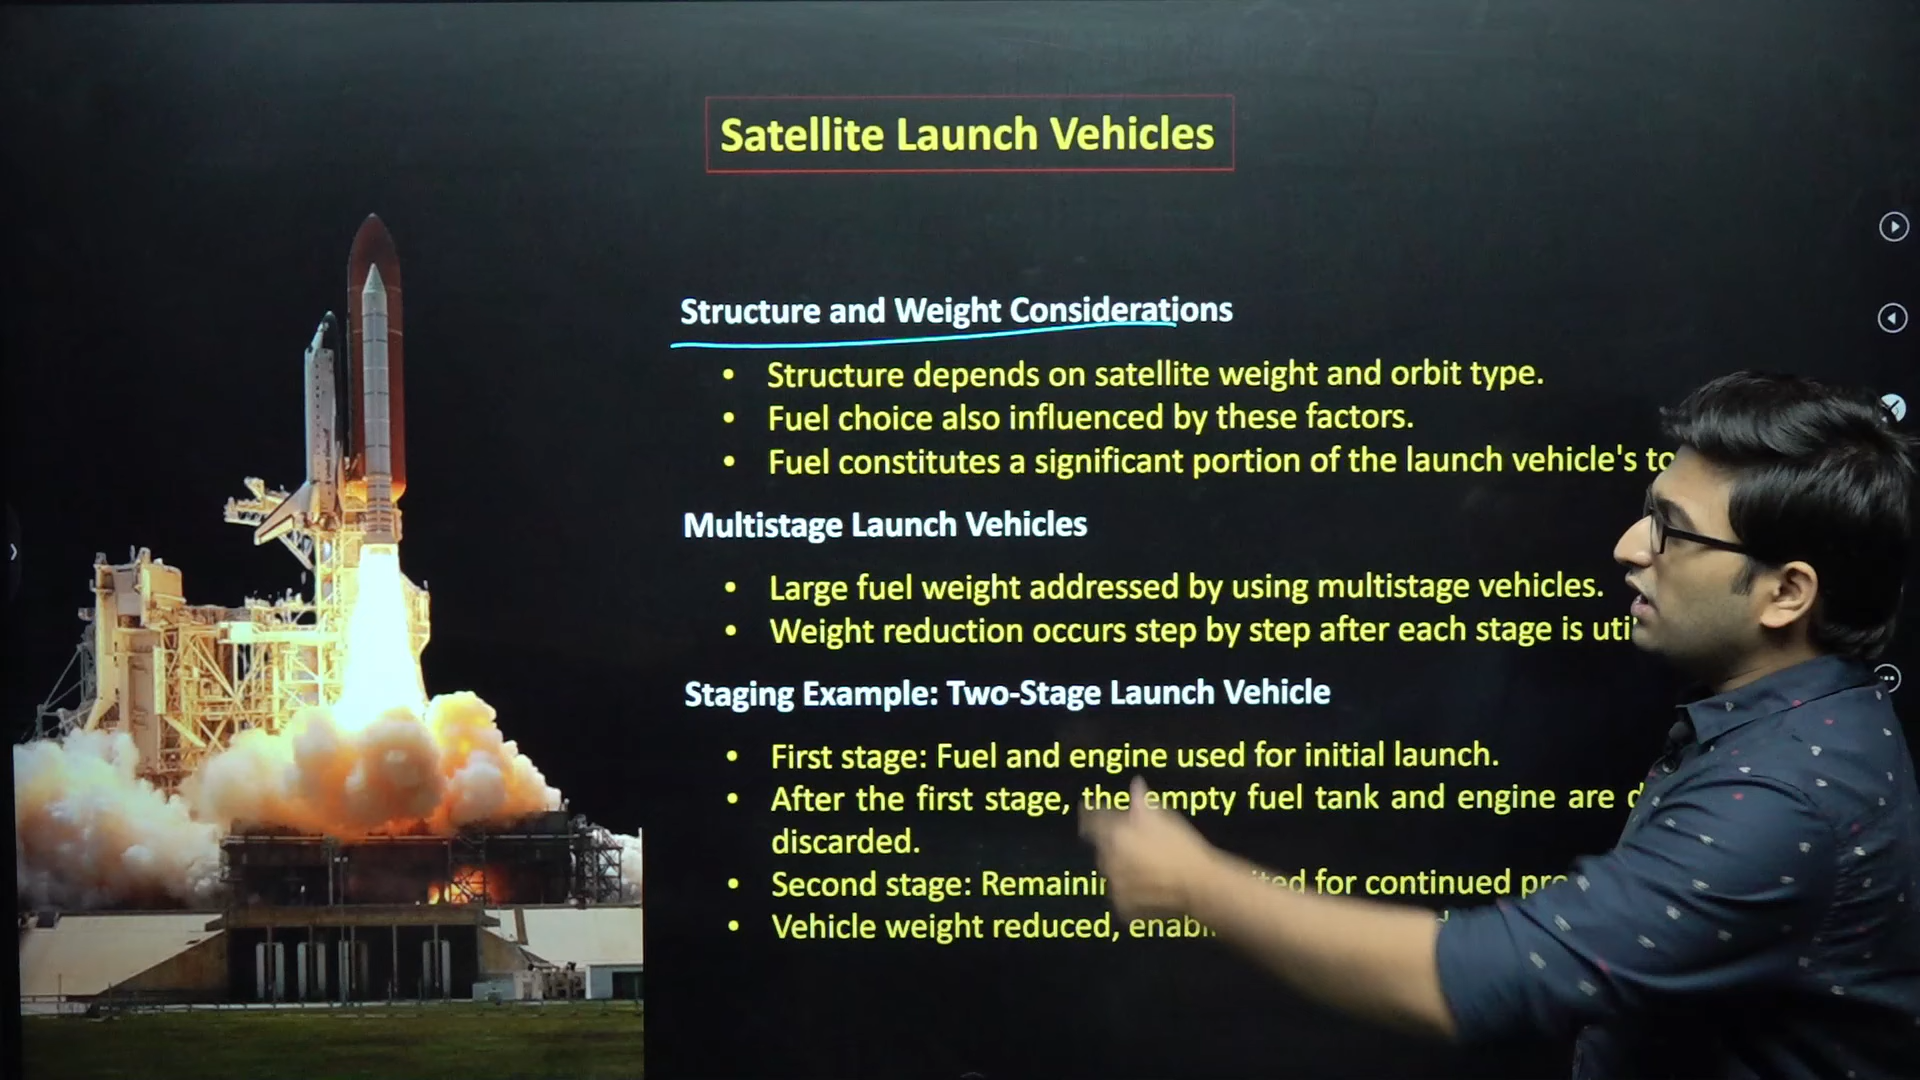 Satellite Launch Vehicles
Structure and Weight Considerations
• Structure depends on satellite weight and orbit type.
• Fuel choice also influenced by these factors.
• Fuel constitutes a significant portion of the launch vehicle's
Multistage Launch Vehicles
• Large fuel weight addressed by using multistage vehicles.
• Weight reduction occurs step by step after each stage is
Staging Example: Two-Stage Launch Vehicle
• First stage: Fuel and engine used for initial launch.
• After the first stage, the empty fuel tank and engine are
discarded.
• Second stage: for continued
• Vehicle weight reduced,